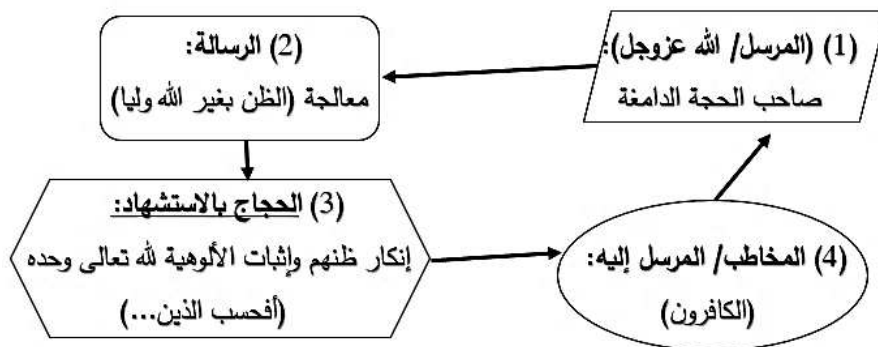 (1) (المرسل/ الله عزوجل):
صاحب الحجة الدامغة
(2) الرسالة:
معالجة (الظن بغير الله وليا)
(3) الحجاج بالاستشهاد:
إنكار ظنهم وإثبات الألوهية لله تعالى وحده
(أفحسب الذين...)
(4) المخاطب/ المرسل إليه:
(الكافرون)